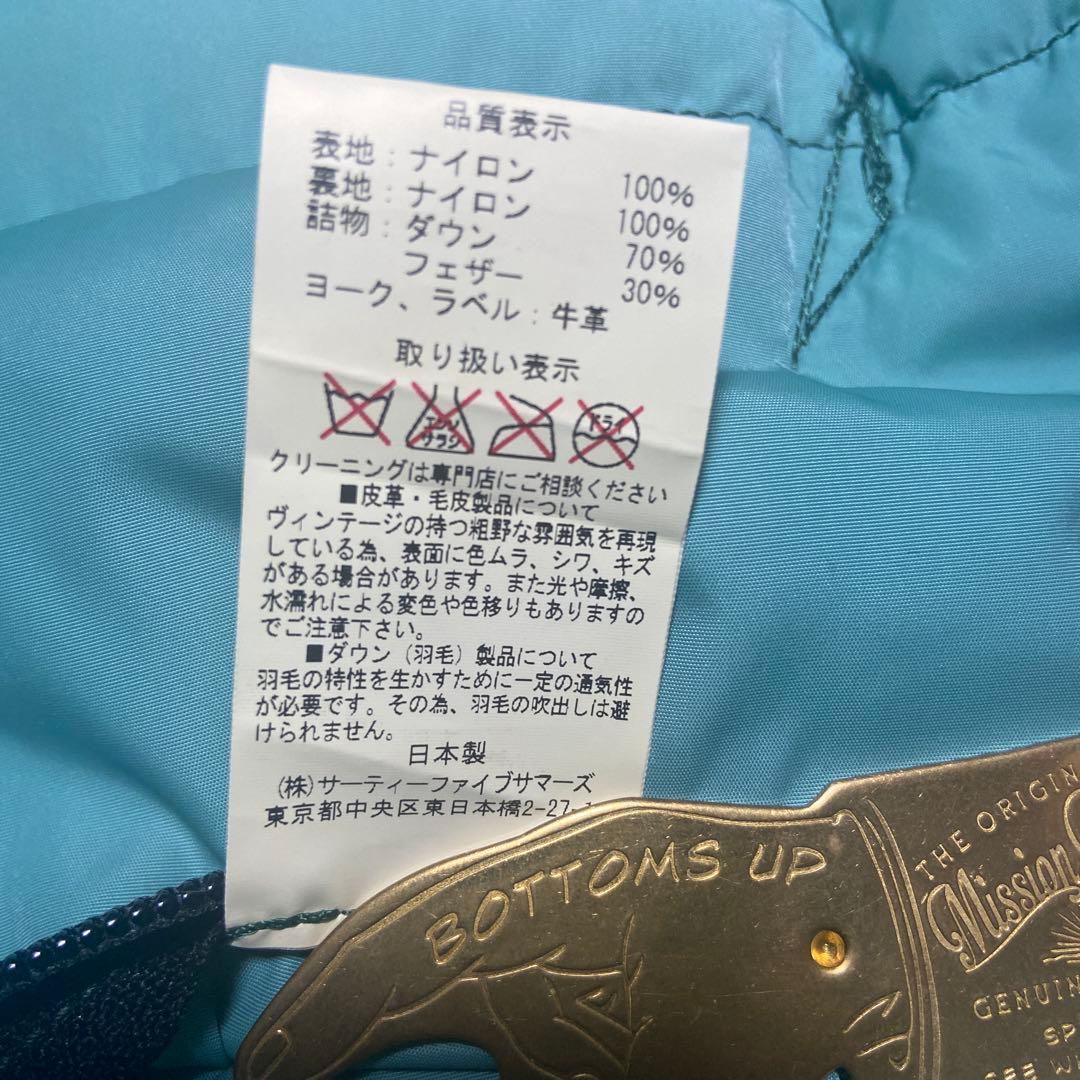 品質表示
表地:ナイロン 100%
裏地:ナイロン 100%
詰物:ダウン 70%
フェザー 30%
ヨーク、ラベル:牛革
取り扱い表示
エンソ
サラシ
ドライ
クリーニングは専門店にご相談ください
■皮革・毛皮製品について
ヴィンテージの持つ粗野な雰囲気を再現
している為、表面に色ムラ、シワ、キズ
がある場合があります。また光や摩擦、
水濡れによる変色や色移りもありますの
でご注意下さい。
■ダウン(羽毛)製品について
羽毛の特性を生かすために一定の通気性
が必要です。その為、羽毛の吹出しは避
けられません。
日本製
(株)サーティーファイブサマーズ
東京都中央区東日本橋2-27-
BOTTOMS UP
THE ORIGIN
Mission
GENUIN
SP